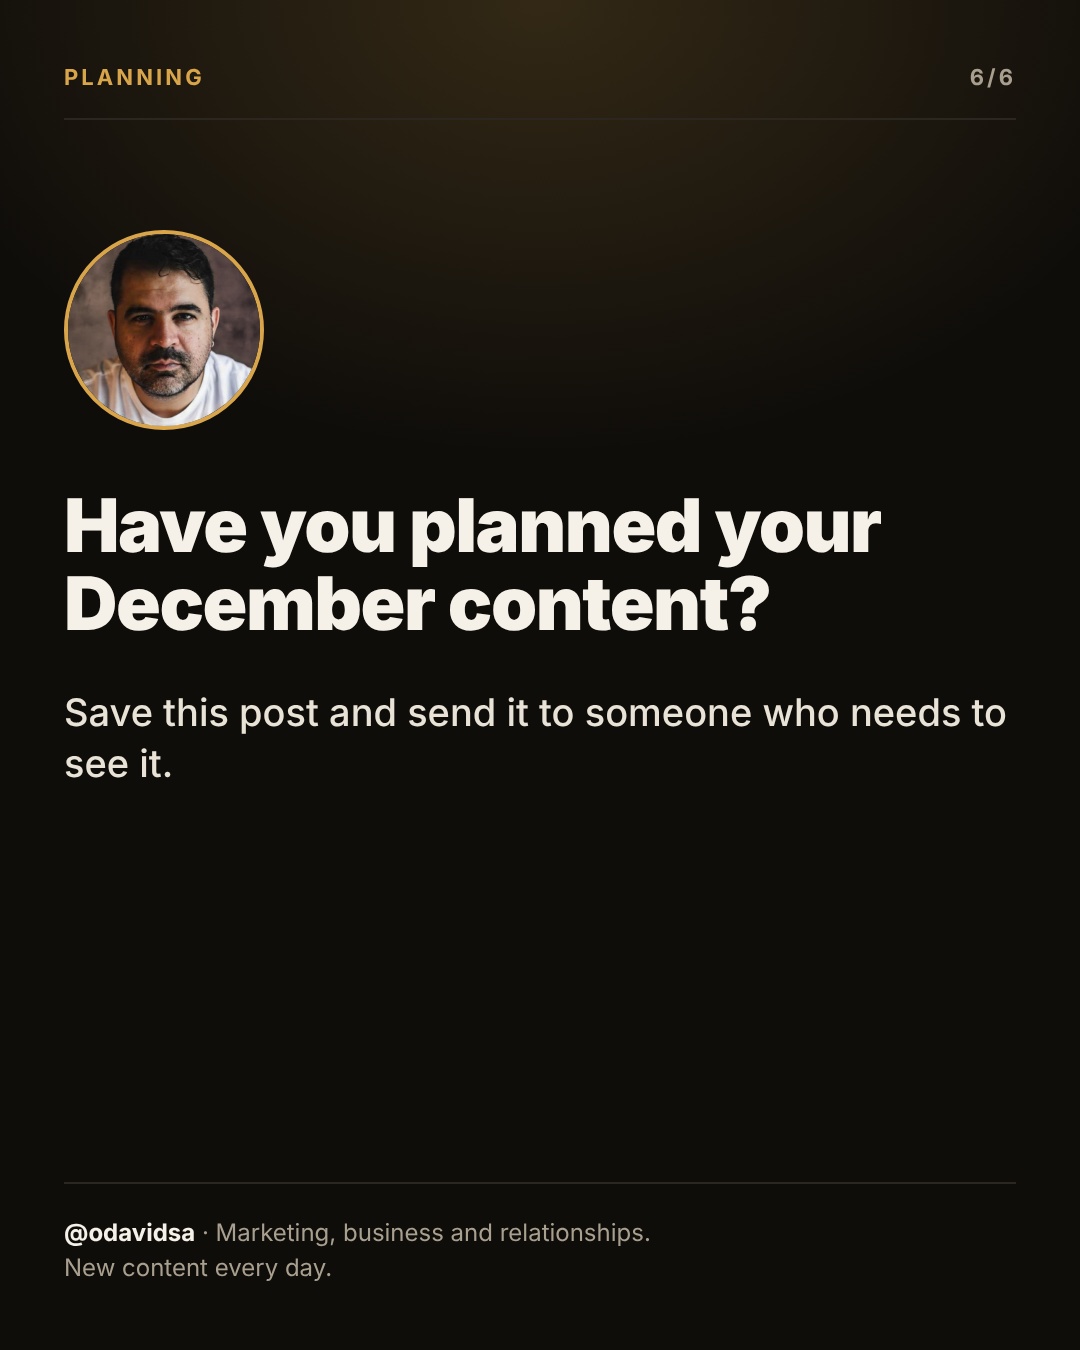 PLANNING
6/6
Have you planned your
December content?
Save this post and send it to someone who needs to
see it.
@odavidsa · Marketing, business and relationships.
New content every day.